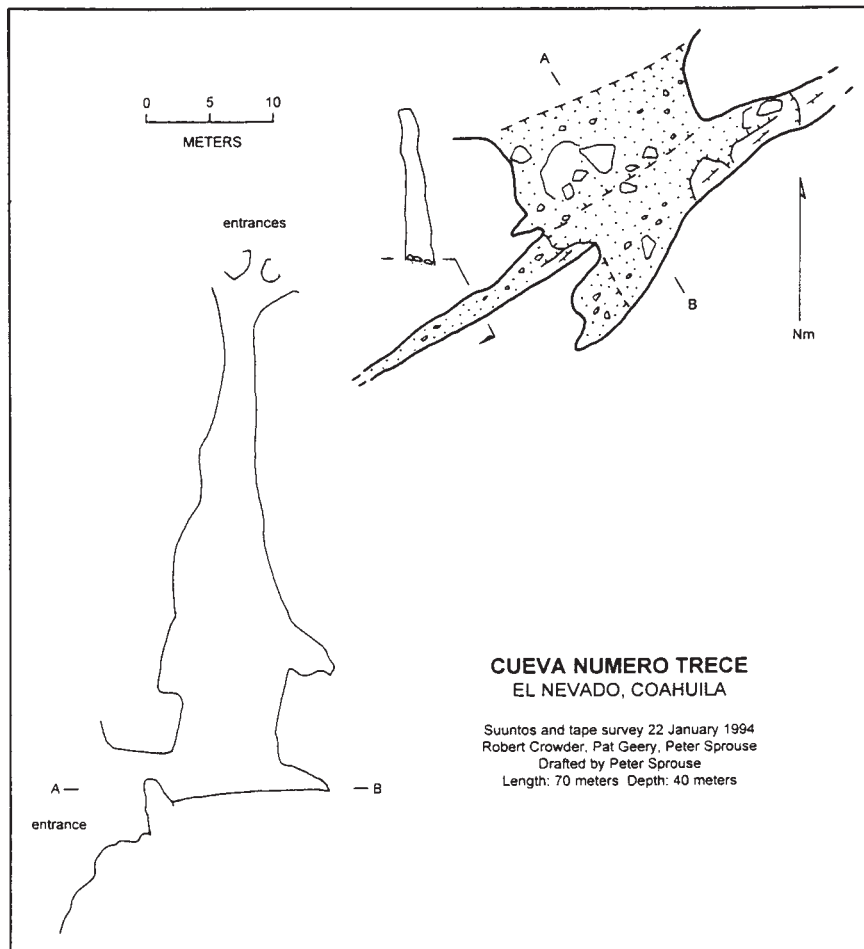 0 5 10
METERS
A
entrances
B
Nm
CUEVA NUMERO TRECE
EL NEVADO, COAHUILA
Suuntos and tape survey 22 January 1994
Robert Crowder, Pat Geery, Peter Sprouse
Drafted by Peter Sprouse
Length: 70 meters Depth: 40 meters
A
B
entrance